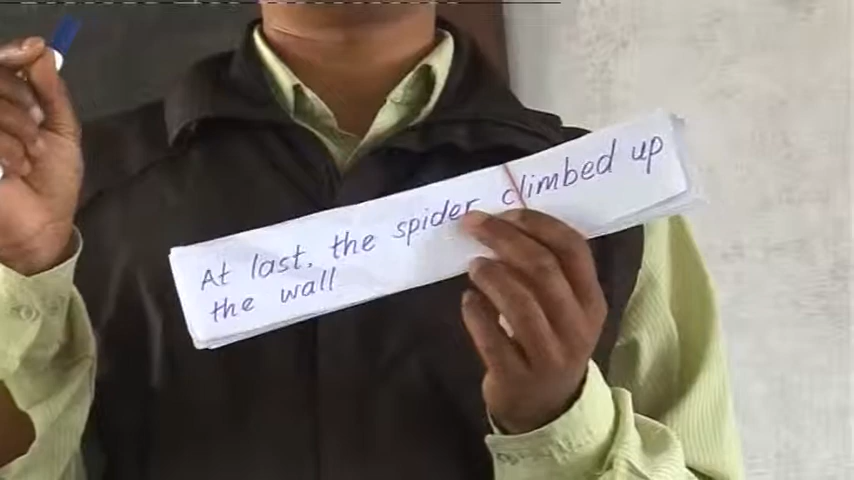 At last, the spider climbed up
the wall